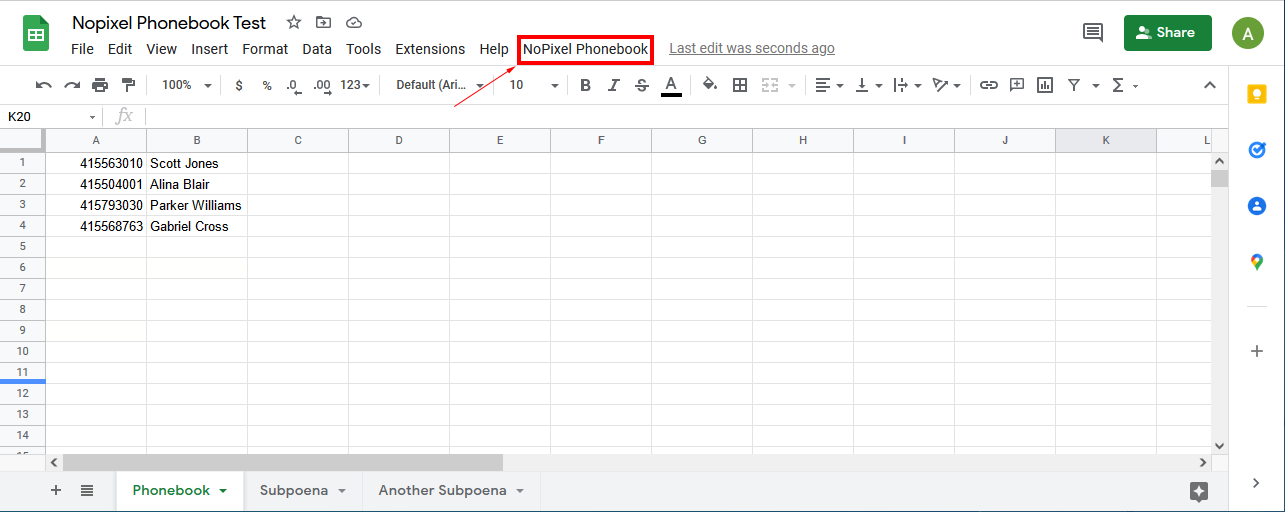 Nopixel Phonebook Test
File Edit View Insert Format Data Tools Extensions Help NoPixel Phonebook Last edit was seconds ago
Share
A
100% $ % .0 .00 123 Default (Ari... 10 B I S A
K20 fx
A B C D E F G H I J K L
1 415563010 Scott Jones
2 415504001 Alina Blair
3 415793030 Parker Williams
4 415568763 Gabriel Cross
5
6
7
8
9
10
11
12
13
14
Phonebook Subpoena Another Subpoena